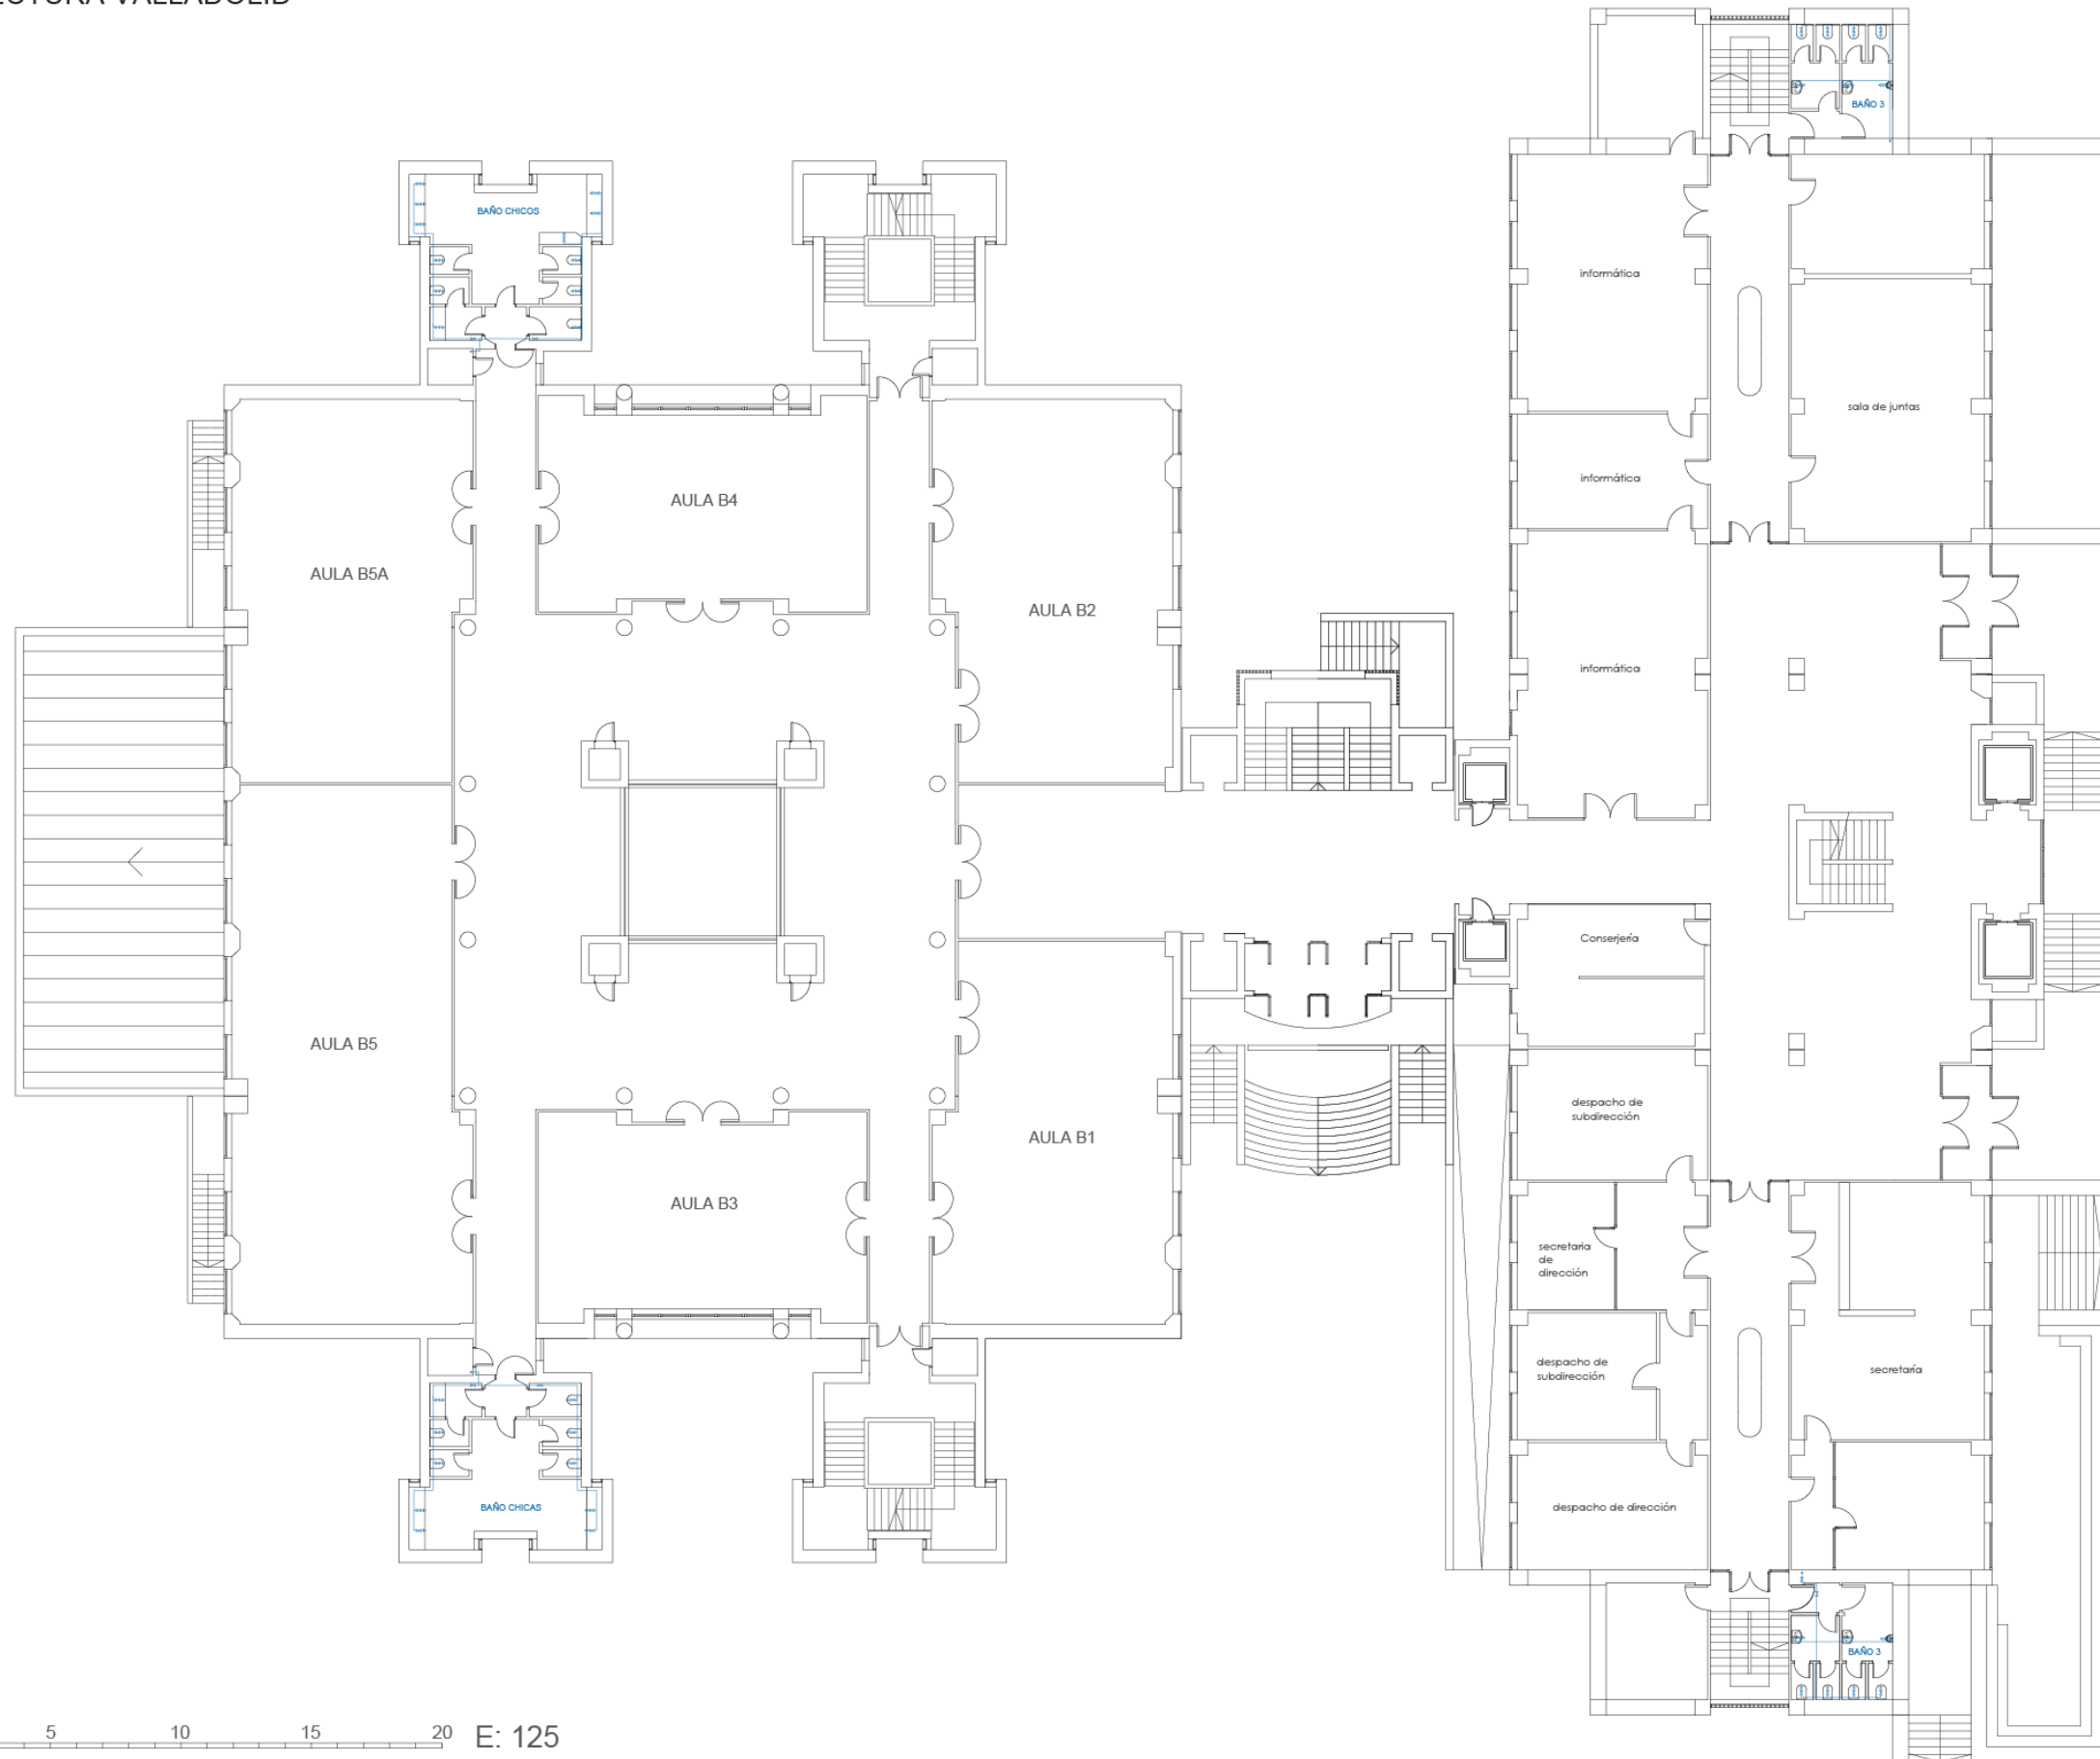 BAÑO 3
BAÑO CHICOS
informática
sala de juntas
informática
AULA B4
AULA B5A
AULA B2
informática
Conserjería
AULA B5
despacho de
subdirección
AULA B1
AULA B3
secretaria
de
dirección
despacho de
subdirección
secretaría
BAÑO CHICAS
despacho de dirección
BAÑO 3
5 10 15 20 E: 125